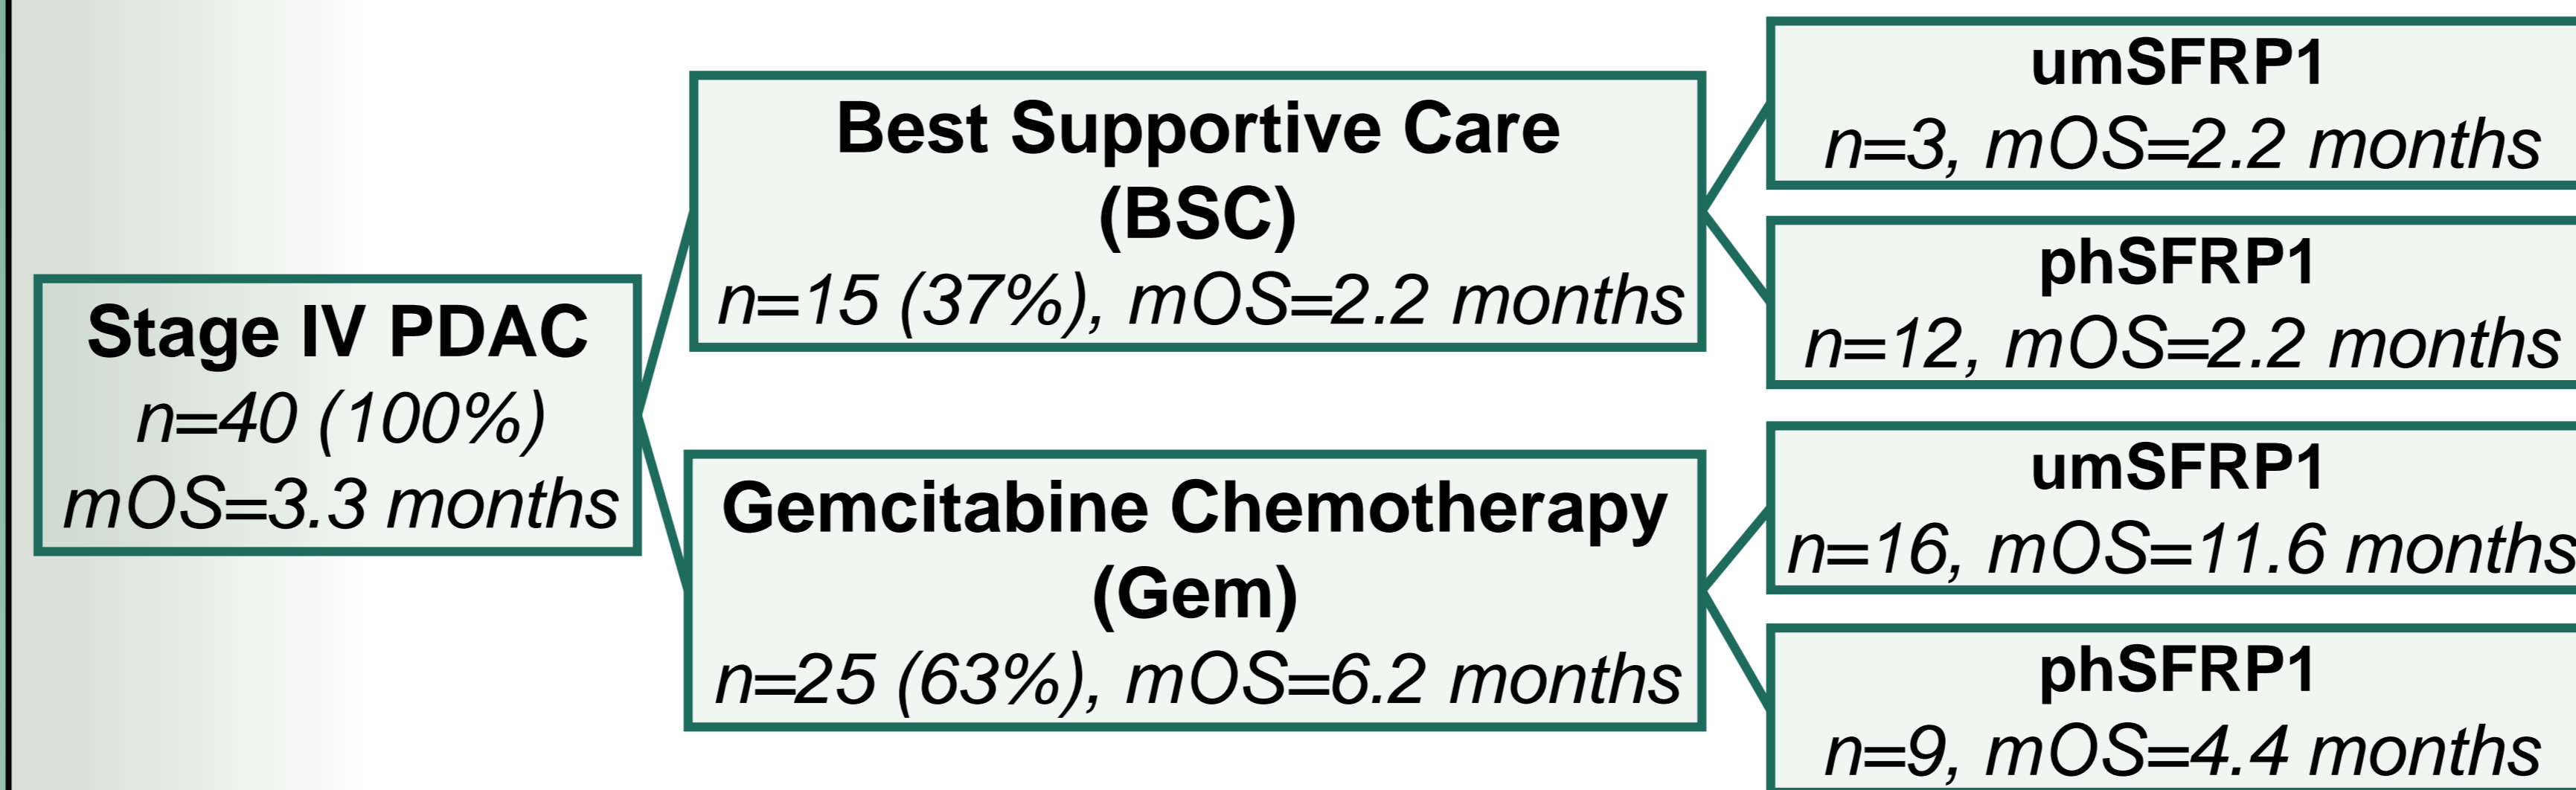 Stage IV PDAC
n=40 (100%)
mOS=3.3 months
Best Supportive Care
(BSC)
n=15 (37%), mOS=2.2 months
Gemcitabine Chemotherapy
(Gem)
n=25 (63%), mOS=6.2 months
umSFRP1
n=3, mOS=2.2 months
phSFRP1
n=12, mOS=2.2 months
umSFRP1
n=16, mOS=11.6 months
phSFRP1
n=9, mOS=4.4 months